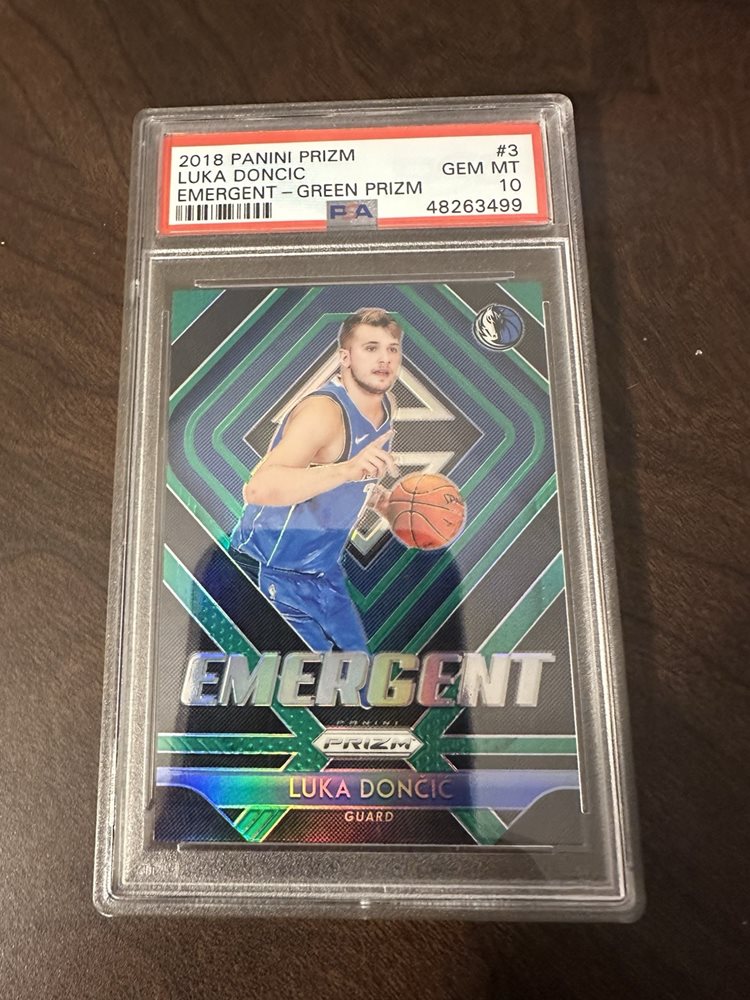 2018 PANINI PRIZM #3
LUKA DONCIC GEM MT
EMERGENT – GREEN PRIZM 10
PSA 48263499
EMERGENT
PANINI
PRIZM
LUKA DONČIĆ
GUARD